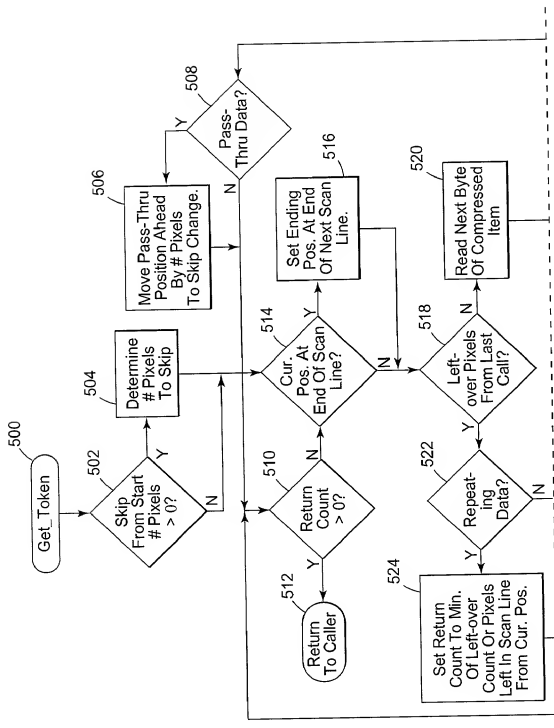 500
Get_Token
502
Skip
From Start
# Pixels
> 0?
Y
N
504
Determine
# Pixels
To Skip
506
Move Pass-Thru
Position Ahead
By # Pixels
To Skip Change.
508
Pass-
Thru Data?
Y
N
510
Return
Count
> 0?
Y
N
512
Return
To Caller
514
Cur.
Pos. At
End Of Scan
Line?
Y
N
516
Set Ending
Pos. At End
Of Next Scan
Line.
518
Left-
over Pixels
From Last
Call?
Y
N
520
Read Next Byte
Of Compressed
Item
522
Repeat-
ing
Data?
Y
N
524
Set Return
Count To Min.
Of Left-over
Count Or Pixels
Left In Scan Line
From Cur. Pos.